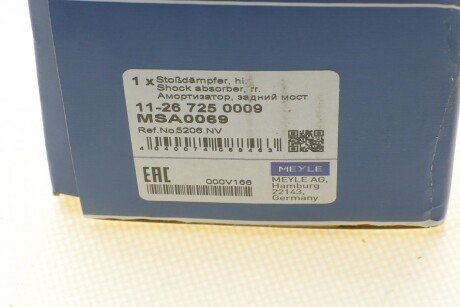 1 x Stoßdämpfer, hi.
Shock absorber, rr.
Амортизатор, задний мост
11-26 725 0009
MSA0069
Ref.No.5206.NV
EAC
000V166
MEYLE
MEYLE AG,
Hamburg
22143,
Germany